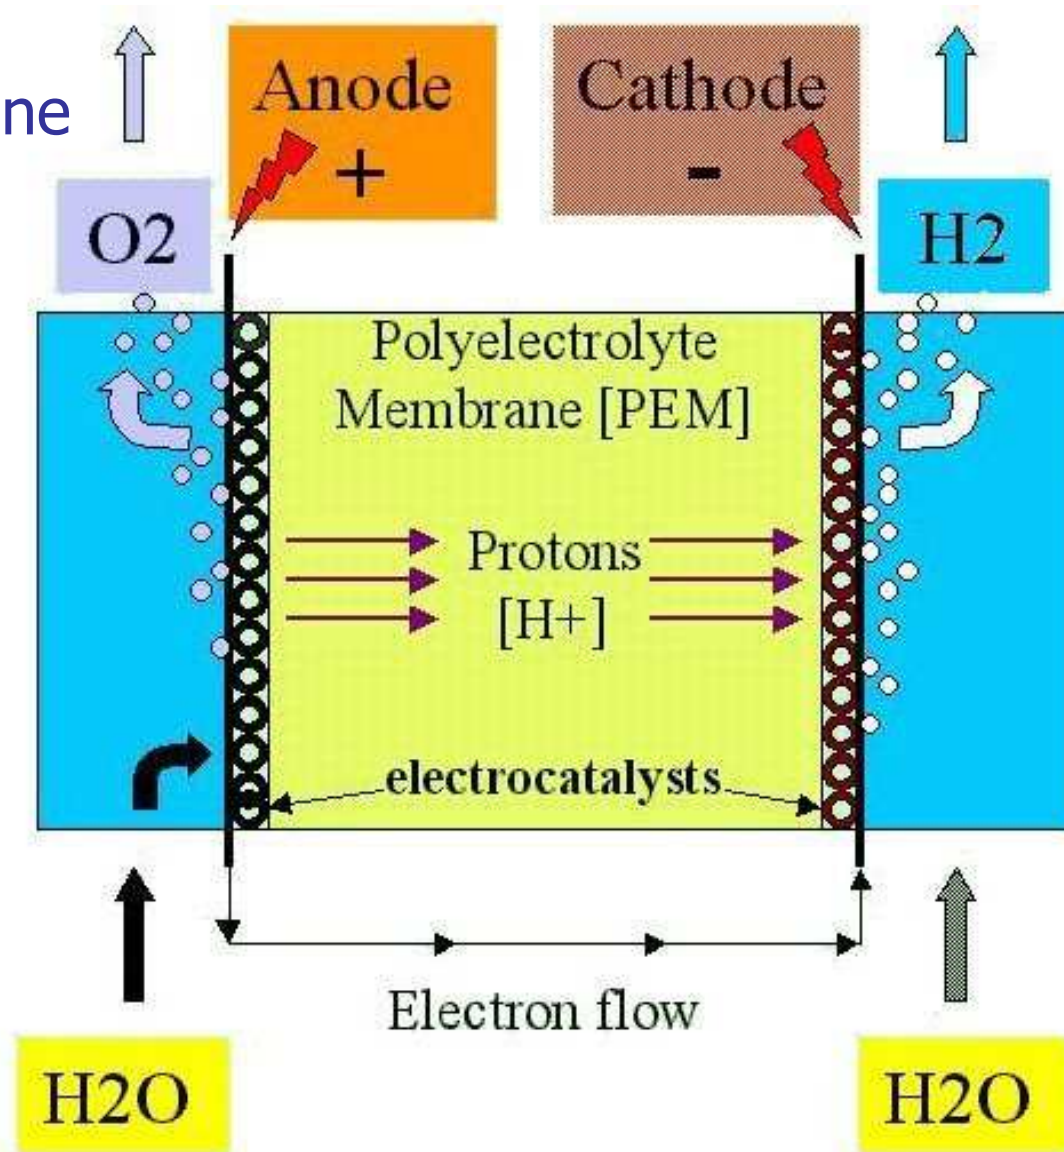 ne
Anode
+
Cathode
-
O2
H2
Polyelectrolyte
Membrane [PEM]
Protons
[H+]
electrocatalysts
Electron flow
H2O
H2O